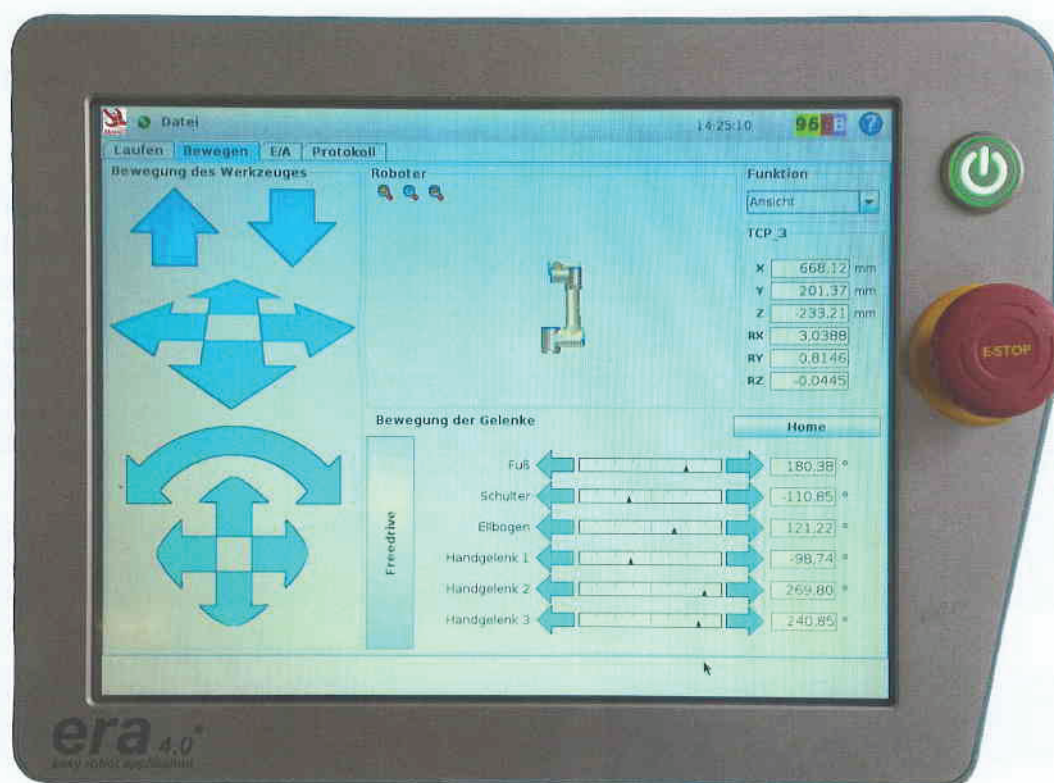 Datei
14:25:10
Laufen Bewegen E/A Protokoll
Bewegung des Werkzeuges
Roboter
Funktion
Ansicht
TCP_3
X 668,12 mm
Y 201,37 mm
Z -233,21 mm
RX 3,0388
RY 0,8146
RZ -0,0445
E-STOP
Bewegung der Gelenke
Home
Freedrive
Fuß 180,38 °
Schulter -110,85 °
Ellbogen 121,22 °
Handgelenk 1 -98,74 °
Handgelenk 2 269,80 °
Handgelenk 3 240,85 °
era 4.0
easy robot application